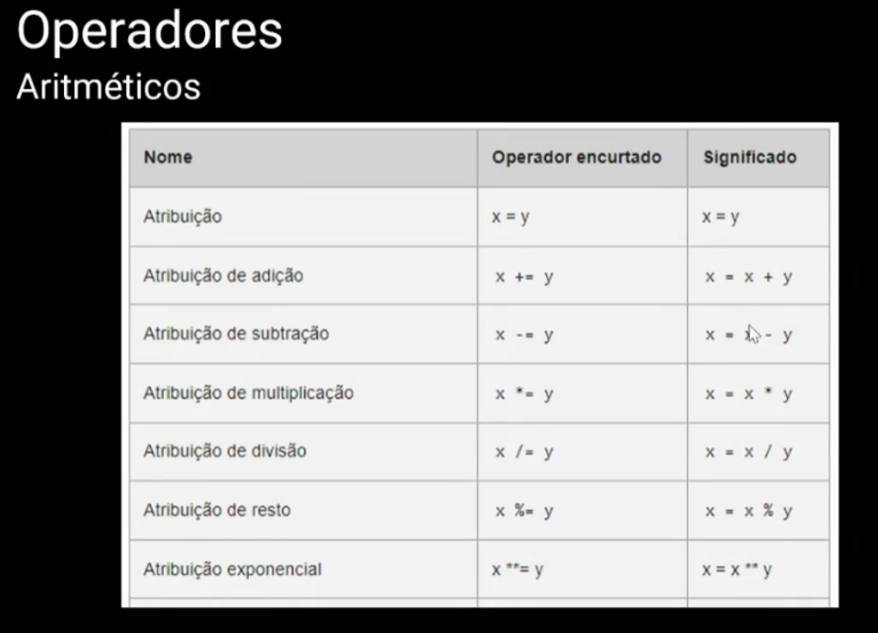 Operadores
Aritméticos
Nome Operador encurtado Significado
Atribuição x = y x = y
Atribuição de adição x += y x = x + y
Atribuição de subtração x -= y x = x - y
Atribuição de multiplicação x *= y x = x * y
Atribuição de divisão x /= y x = x / y
Atribuição de resto x %= y x = x % y
Atribuição exponencial x **= y x = x ** y